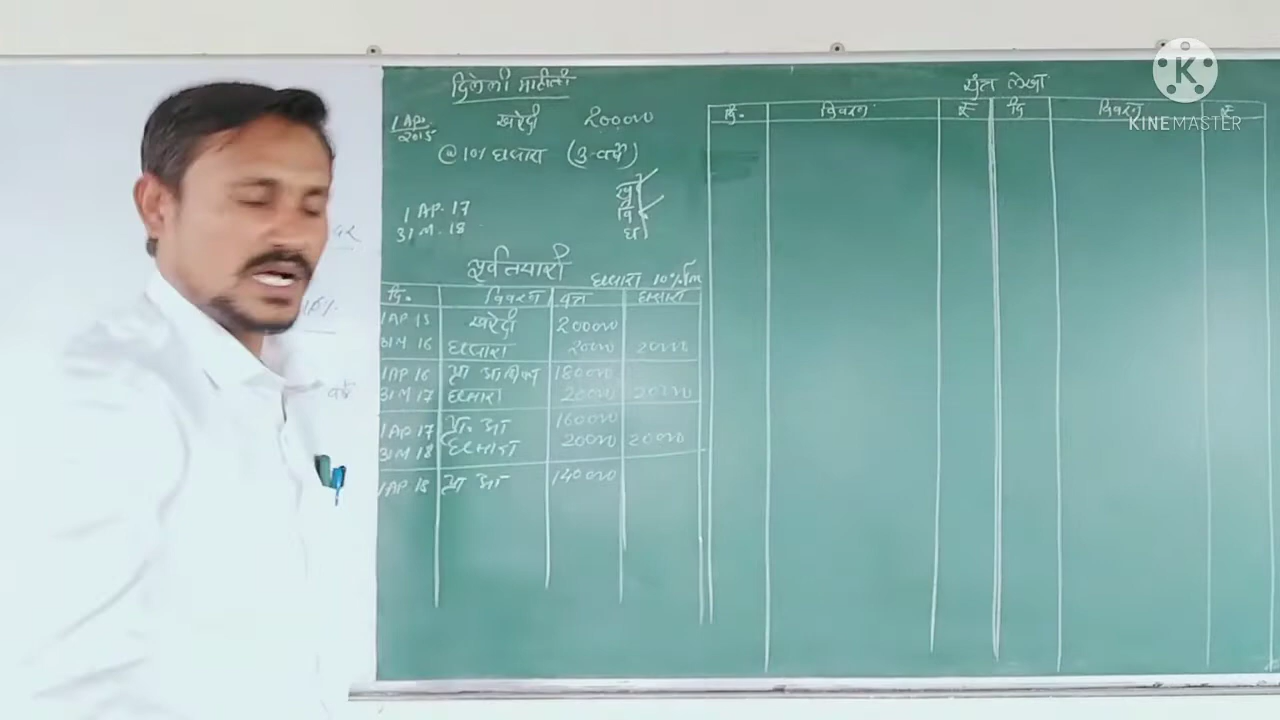 दिलेली माहिती
1 Apr 2015 खरेदी 200000
@ 10% घसारा (3-वर्षे)
1 AP. 17
31 M. 18
वि
घ
पूर्वतयारी
घसारा 10% Pm
दि. विवरण घसारा
1 AP 15 खरेदी 200000
31 M 16 घसारा 20000 20000
1 AP 16 180000
31 M 17 घसारा 20000 20000
1 AP. 17 प्रा. आ 160000
31 M 18 घसारा 20000 20000
1 AP. 18 प्रा आ 140000
यंत्र लेखा
दि. विवरण रु दि विवरण रु
K
KINEMASTER